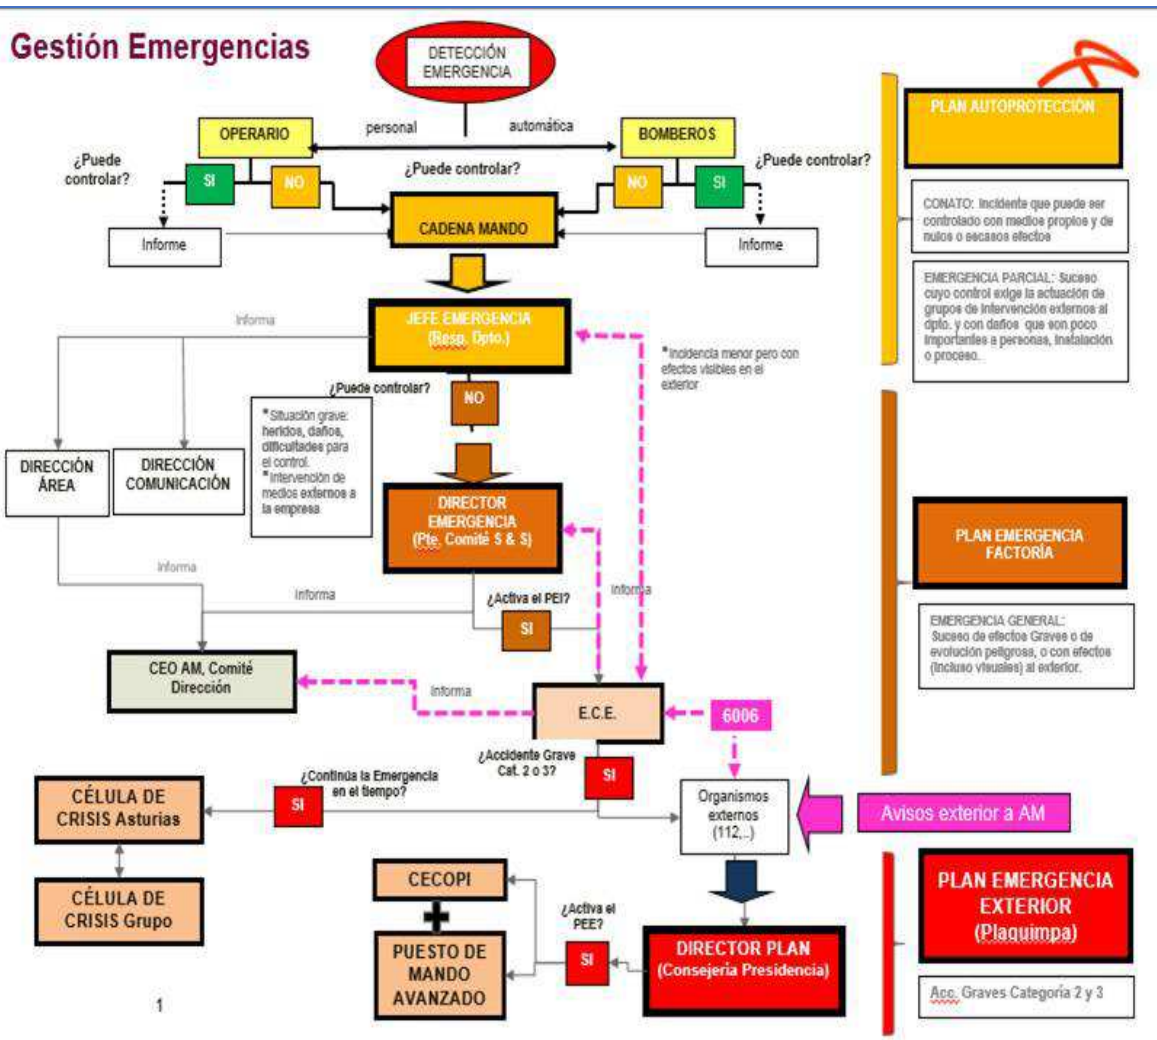 Gestión Emergencias
DETECCIÓN
EMERGENCIA
OPERARIO
personal
automática
BOMBEROS
PLAN AUTOPROTECCIÓN
¿Puede
controlar?
SI
NO
¿Puede controlar?
NO
SI
¿Puede controlar?
CADENA MANDO
Informe
Informe
CONATO: Incidente que puede ser
controlado con medios propios y de
nulos o escasos efectos
EMERGENCIA PARCIAL: Suceso
cuyo control exige la actuación de
grupos de intervención externos al
dpto. y con daños que son poco
importantes a personas, instalación
o proceso.
Informa
JEFE EMERGENCIA
(Resp. Dpto.)
*Incidencia menor pero con
efectos visibles en el
exterior
¿Puede controlar?
NO
*Situación grave:
heridos, daños,
dificultades para
el control.
*Intervención de
medios externos a
la empresa
DIRECCIÓN
ÁREA
DIRECCIÓN
COMUNICACIÓN
DIRECTOR
EMERGENCIA
(Pte. Comité S & S)
PLAN EMERGENCIA
FACTORÍA
Informa
Informa
¿Activa el PEI?
SI
Informa
EMERGENCIA GENERAL:
Suceso de efectos Graves o de
evolución peligrosa, o con efectos
(incluso visuales) al exterior.
CEO AM, Comité
Dirección
Informa
E.C.E.
6006
¿Accidente Grave
Cat. 2 o 3?
SI
¿Continúa la Emergencia
en el tiempo?
SI
CÉLULA DE
CRISIS Asturias
Organismos
externos
(112,..)
Avisos exterior a AM
CÉLULA DE
CRISIS Grupo
CECOPI
PUESTO DE
MANDO
AVANZADO
¿Activa el
PEE?
SI
DIRECTOR PLAN
(Consejería Presidencia)
PLAN EMERGENCIA
EXTERIOR
(Plaquimpa)
Acc. Graves Categoría 2 y 3
1